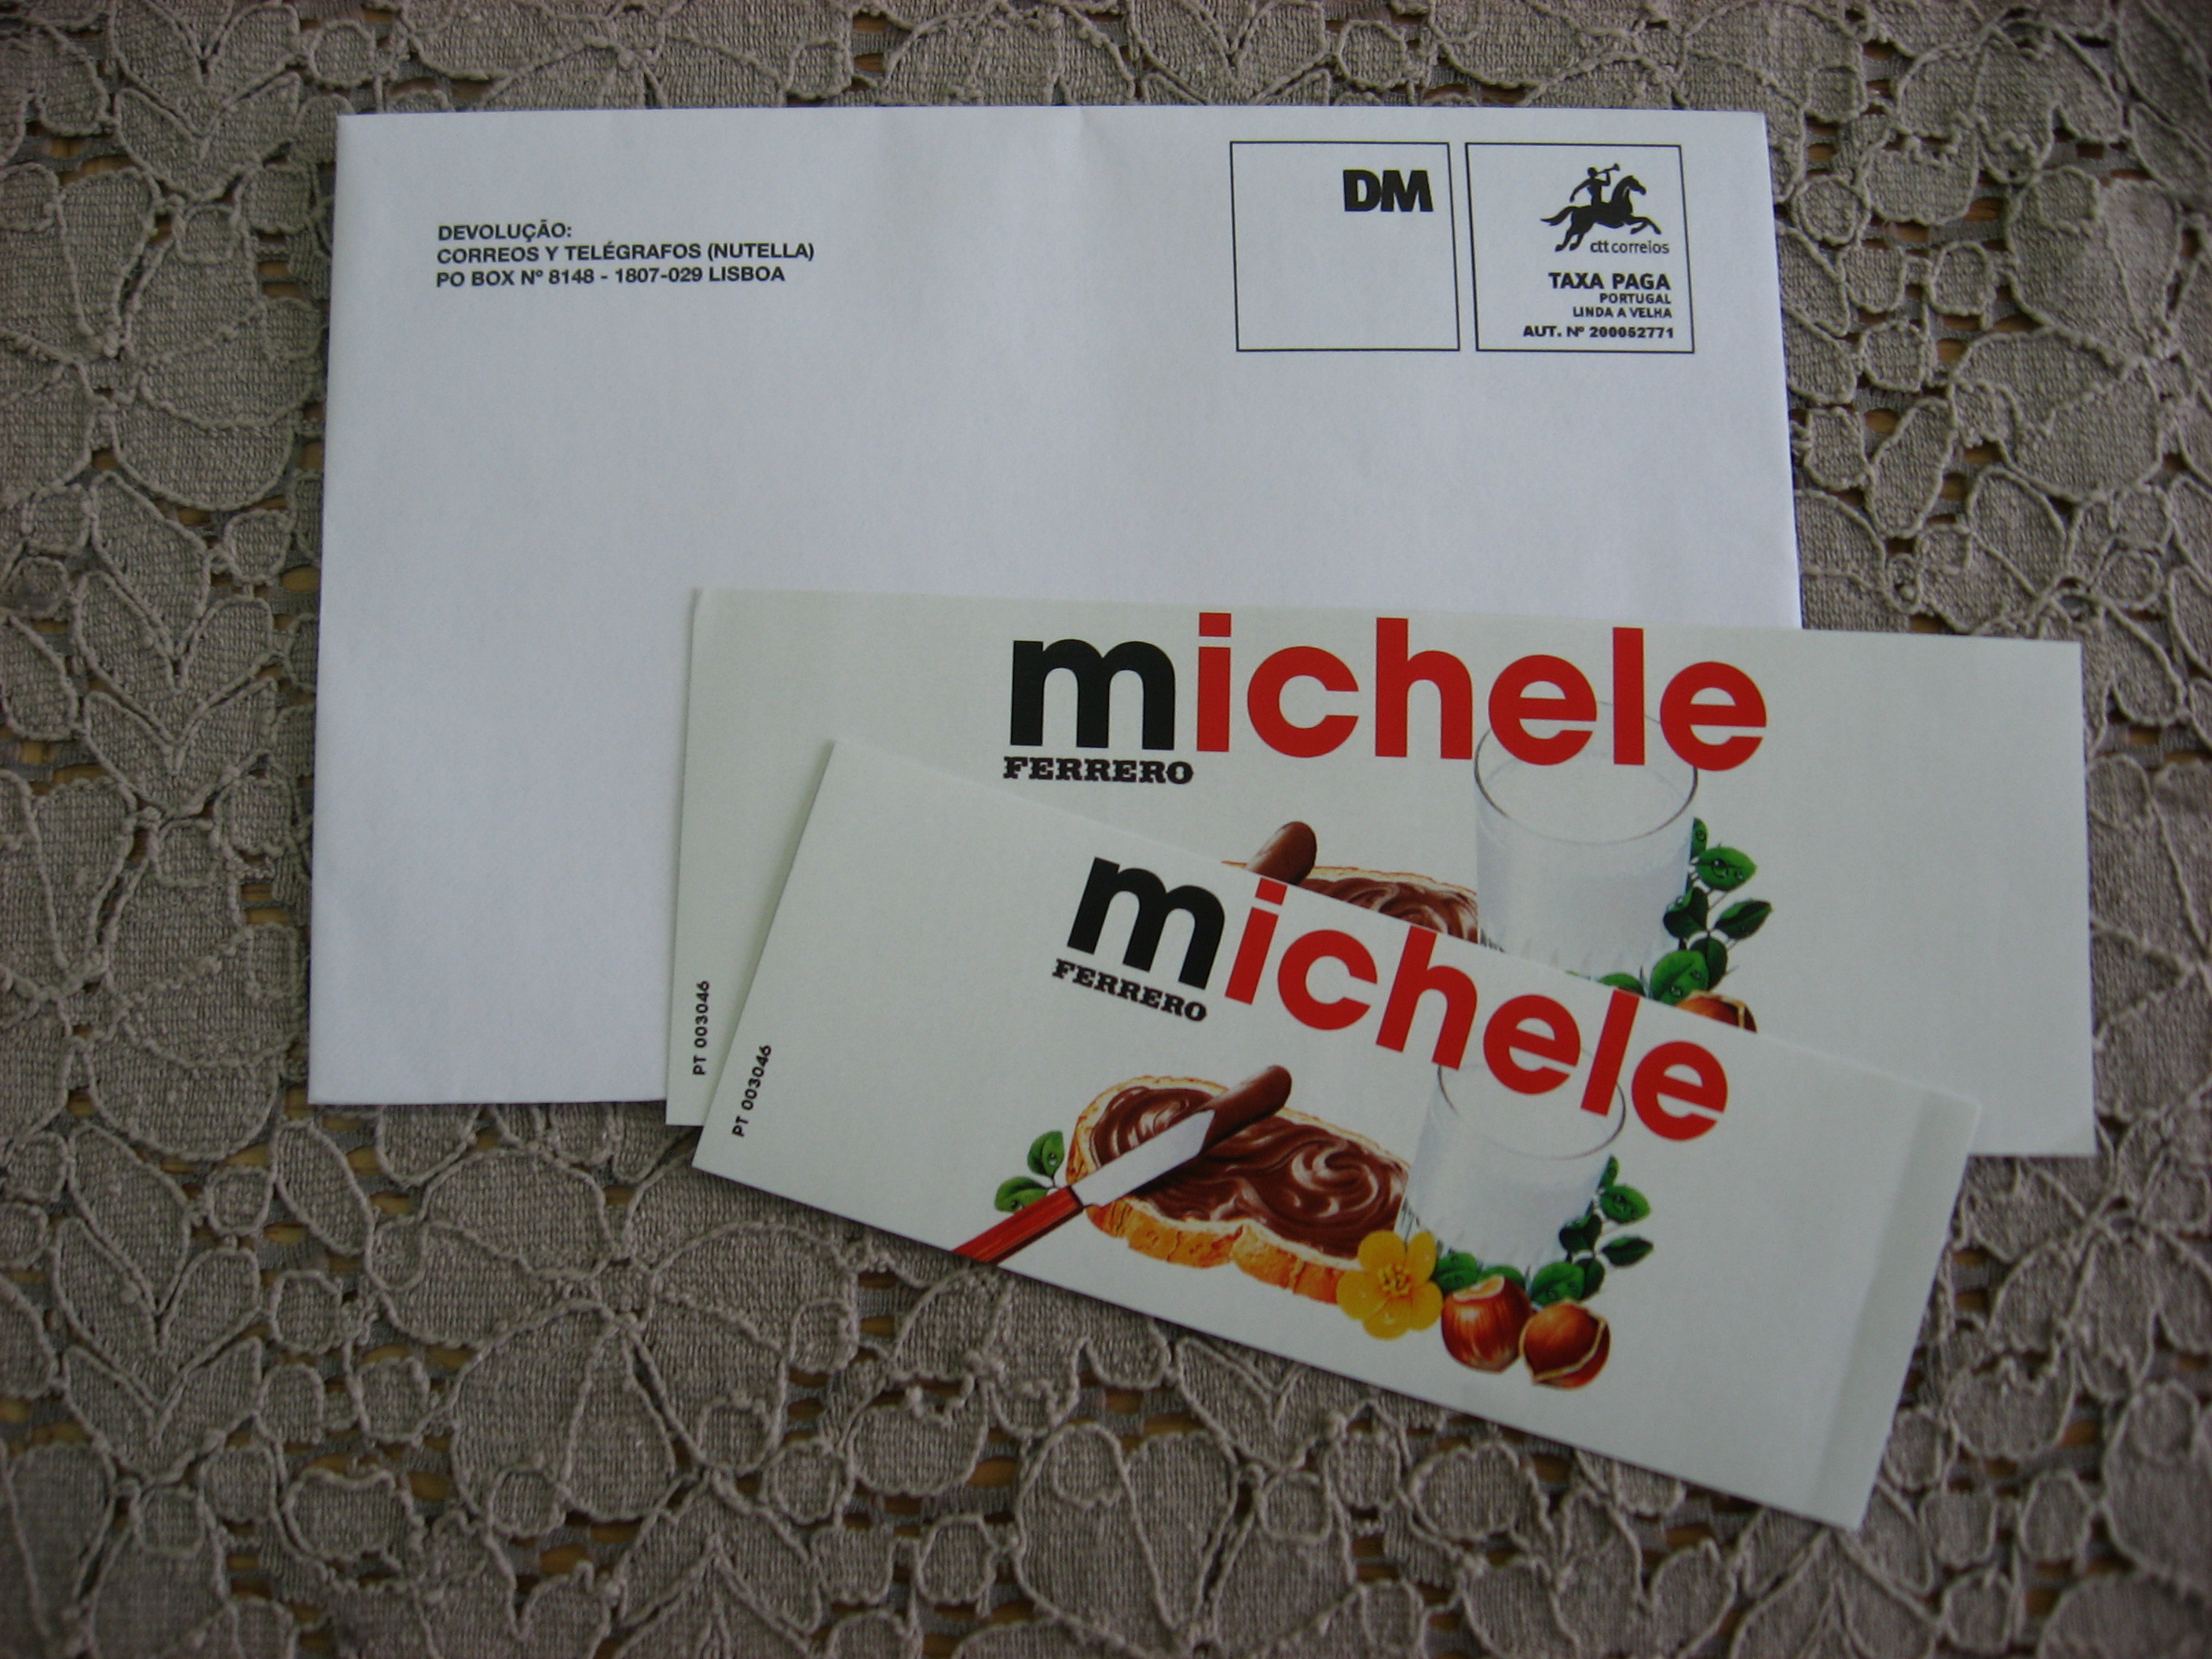 DEVOLUÇÃO:
CORREOS Y TELÉGRAFOS (NUTELLA)
PO BOX Nº 8148 - 1807-029 LISBOA
DM
ctt correios
TAXA PAGA
PORTUGAL
LINDA A VELHA
AUT. Nº 200052771
michele
FERRERO
PT 003046
michele
FERRERO
PT 003046